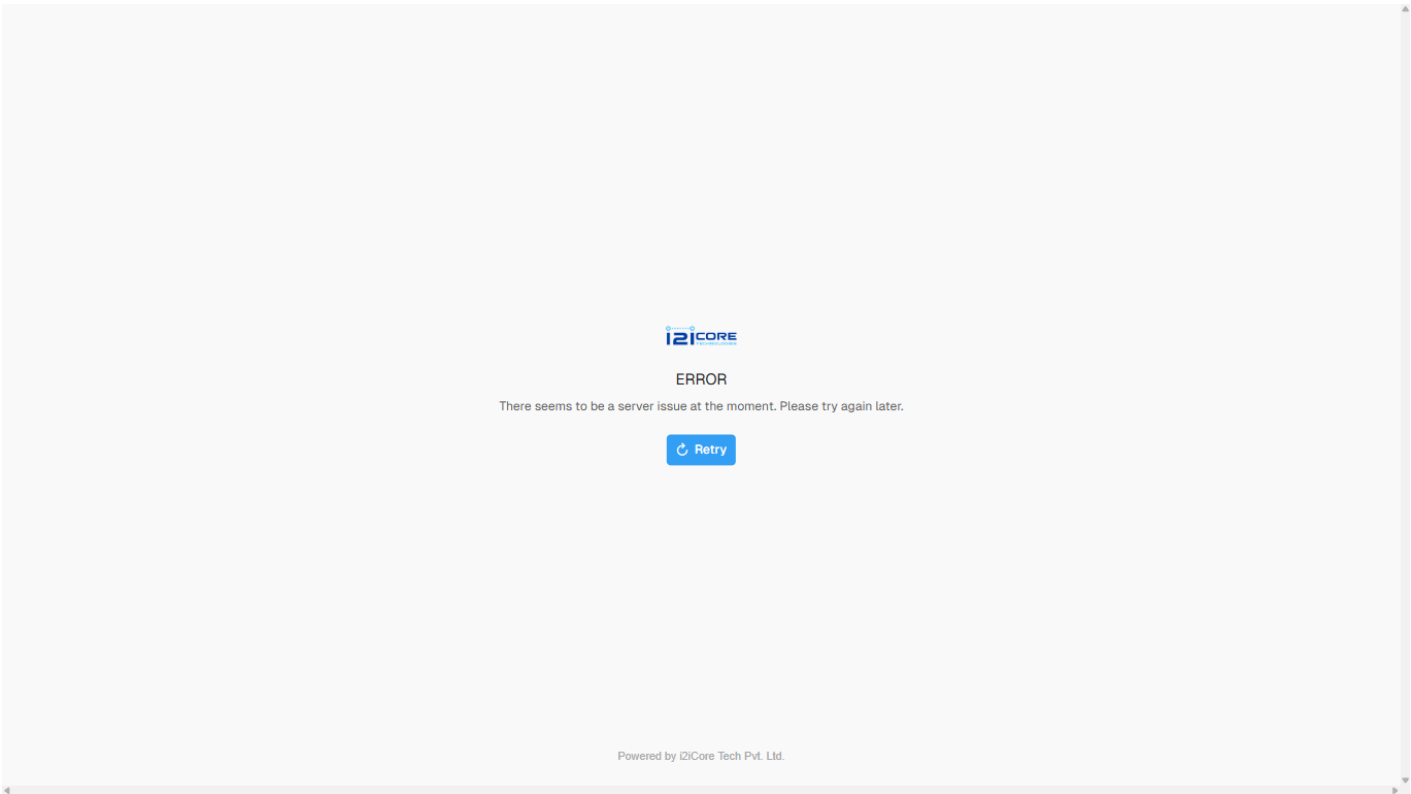 i2iCORE
TECHNOLOGIES
ERROR
There seems to be a server issue at the moment. Please try again later.
Retry
Powered by i2iCore Tech Pvt. Ltd.